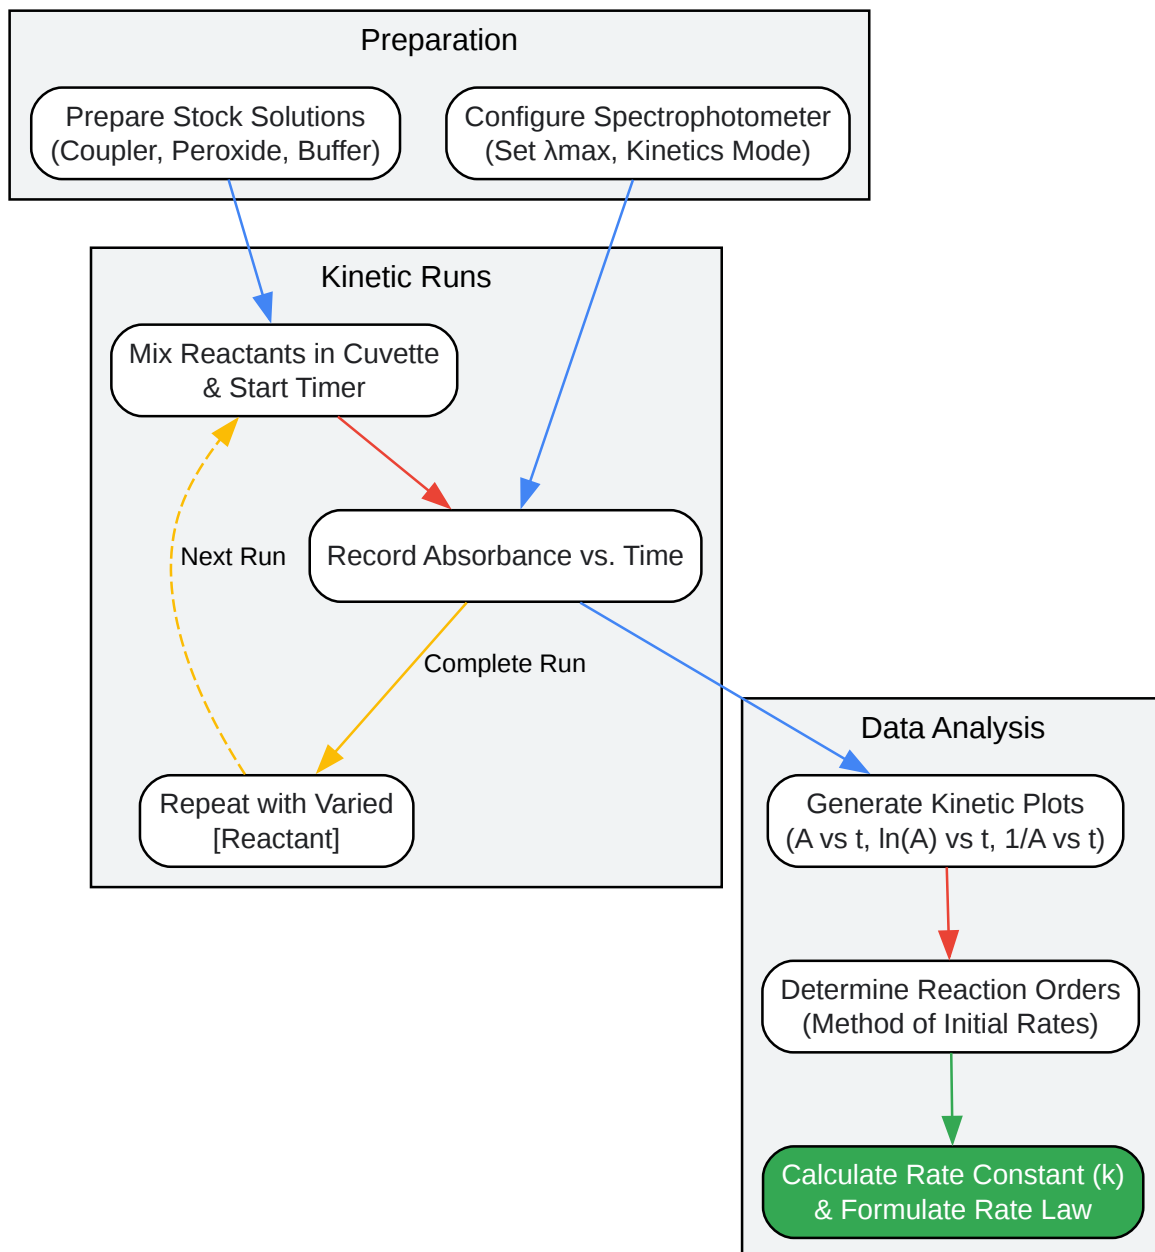 Preparation
Prepare Stock Solutions
(Coupler, Peroxide, Buffer)
Configure Spectrophotometer
(Set λmax, Kinetics Mode)
Kinetic Runs
Mix Reactants in Cuvette
& Start Timer
Next Run
Record Absorbance vs. Time
Complete Run
Repeat with Varied
[Reactant]
Data Analysis
Generate Kinetic Plots
(A vs t, ln(A) vs t, 1/A vs t)
Determine Reaction Orders
(Method of Initial Rates)
Calculate Rate Constant (k)
& Formulate Rate Law